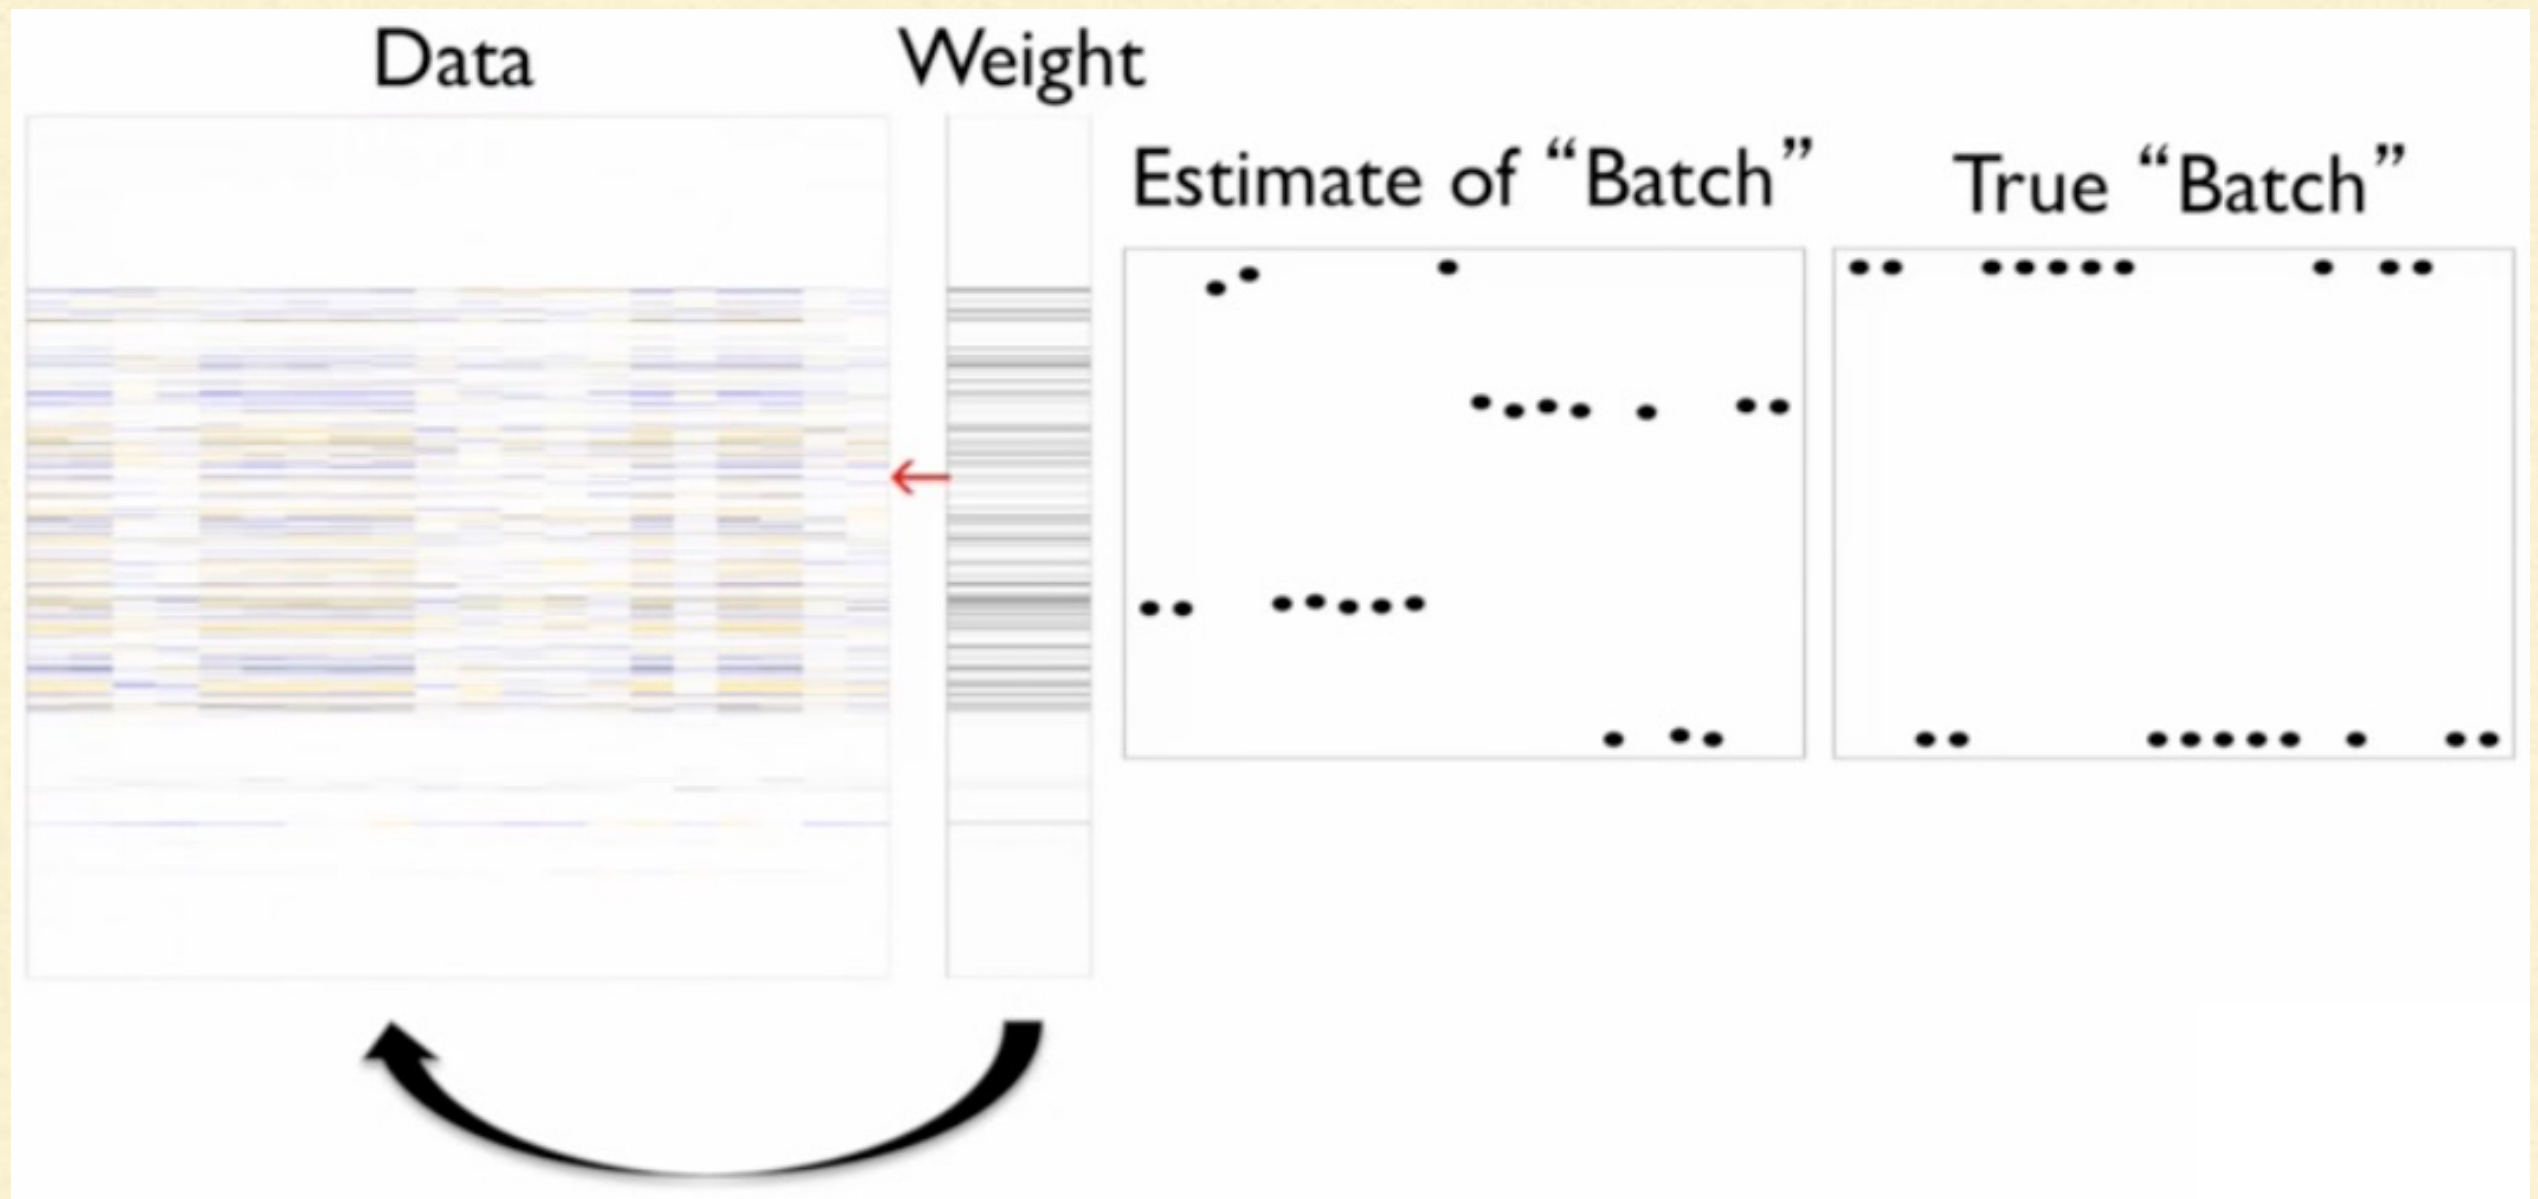 Data
Weight
Estimate of “Batch”
True “Batch”